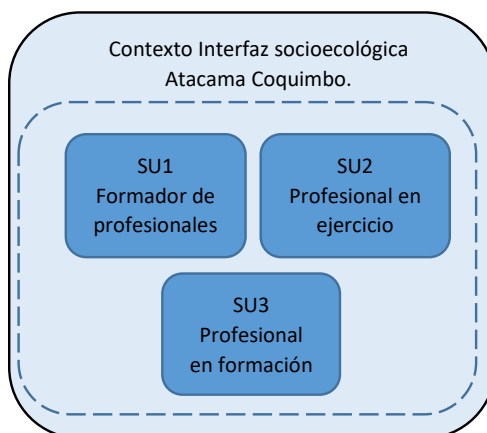 Contexto Interfaz socioecológica
Atacama Coquimbo.
SU1
Formador de
profesionales
SU2
Profesional en
ejercicio
SU3
Profesional
en formación